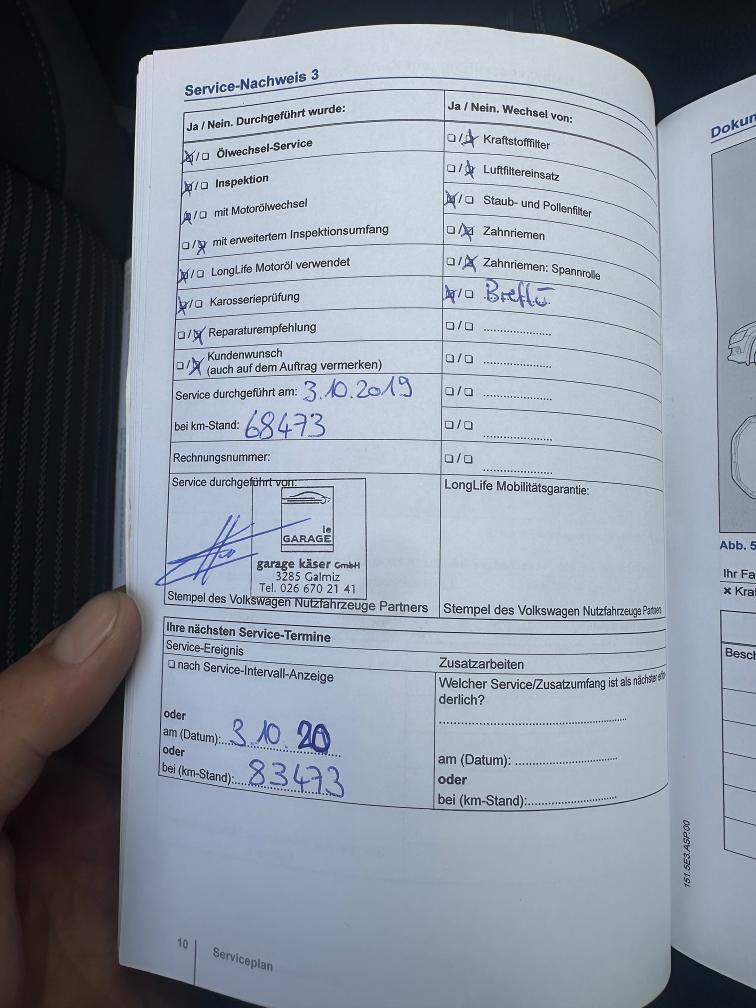 Service-Nachweis 3
Ja / Nein. Durchgeführt wurde:
☒/☐ Ölwechsel-Service
☒/☐ Inspektion
☒/☐ mit Motorölwechsel
☐/☒ mit erweitertem Inspektionsumfang
☒/☐ LongLife Motoröl verwendet
☒/☐ Karosserieprüfung
☐/☒ Reparaturempfehlung
☐/☒ Kundenwunsch
(auch auf dem Auftrag vermerken)
Service durchgeführt am: 3.10.2019
bei km-Stand: 68473
Rechnungsnummer:
Service durchgeführt von:
le
GARAGE
garage käser GmbH
3285 Galmiz
Tel. 026 670 21 41
Stempel des Volkswagen Nutzfahrzeuge Partners
Ja / Nein. Wechsel von:
☐/☒ Kraftstofffilter
☐/☒ Luftfiltereinsatz
☒/☐ Staub- und Pollenfilter
☐/☒ Zahnriemen
☐/☒ Zahnriemen: Spannrolle
☒/☐
☐/☐ ....................
☐/☐ ....................
☐/☐ ....................
☐/☐ ....................
☐/☐ ....................
LongLife Mobilitätsgarantie:
Stempel des Volkswagen Nutzfahrzeuge Partners
Ihre nächsten Service-Termine
Service-Ereignis
☐ nach Service-Intervall-Anzeige
oder
am (Datum): 3.10.20
oder
bei (km-Stand): 83473
Zusatzarbeiten
Welcher Service/Zusatzumfang ist als nächster
derlich?
am (Datum): ....................
oder
bei (km-Stand): ....................
10 Serviceplan
151.5E3.ASP.00
Dokum
Abb. 5
Ihr Fa
× Kra
Besch